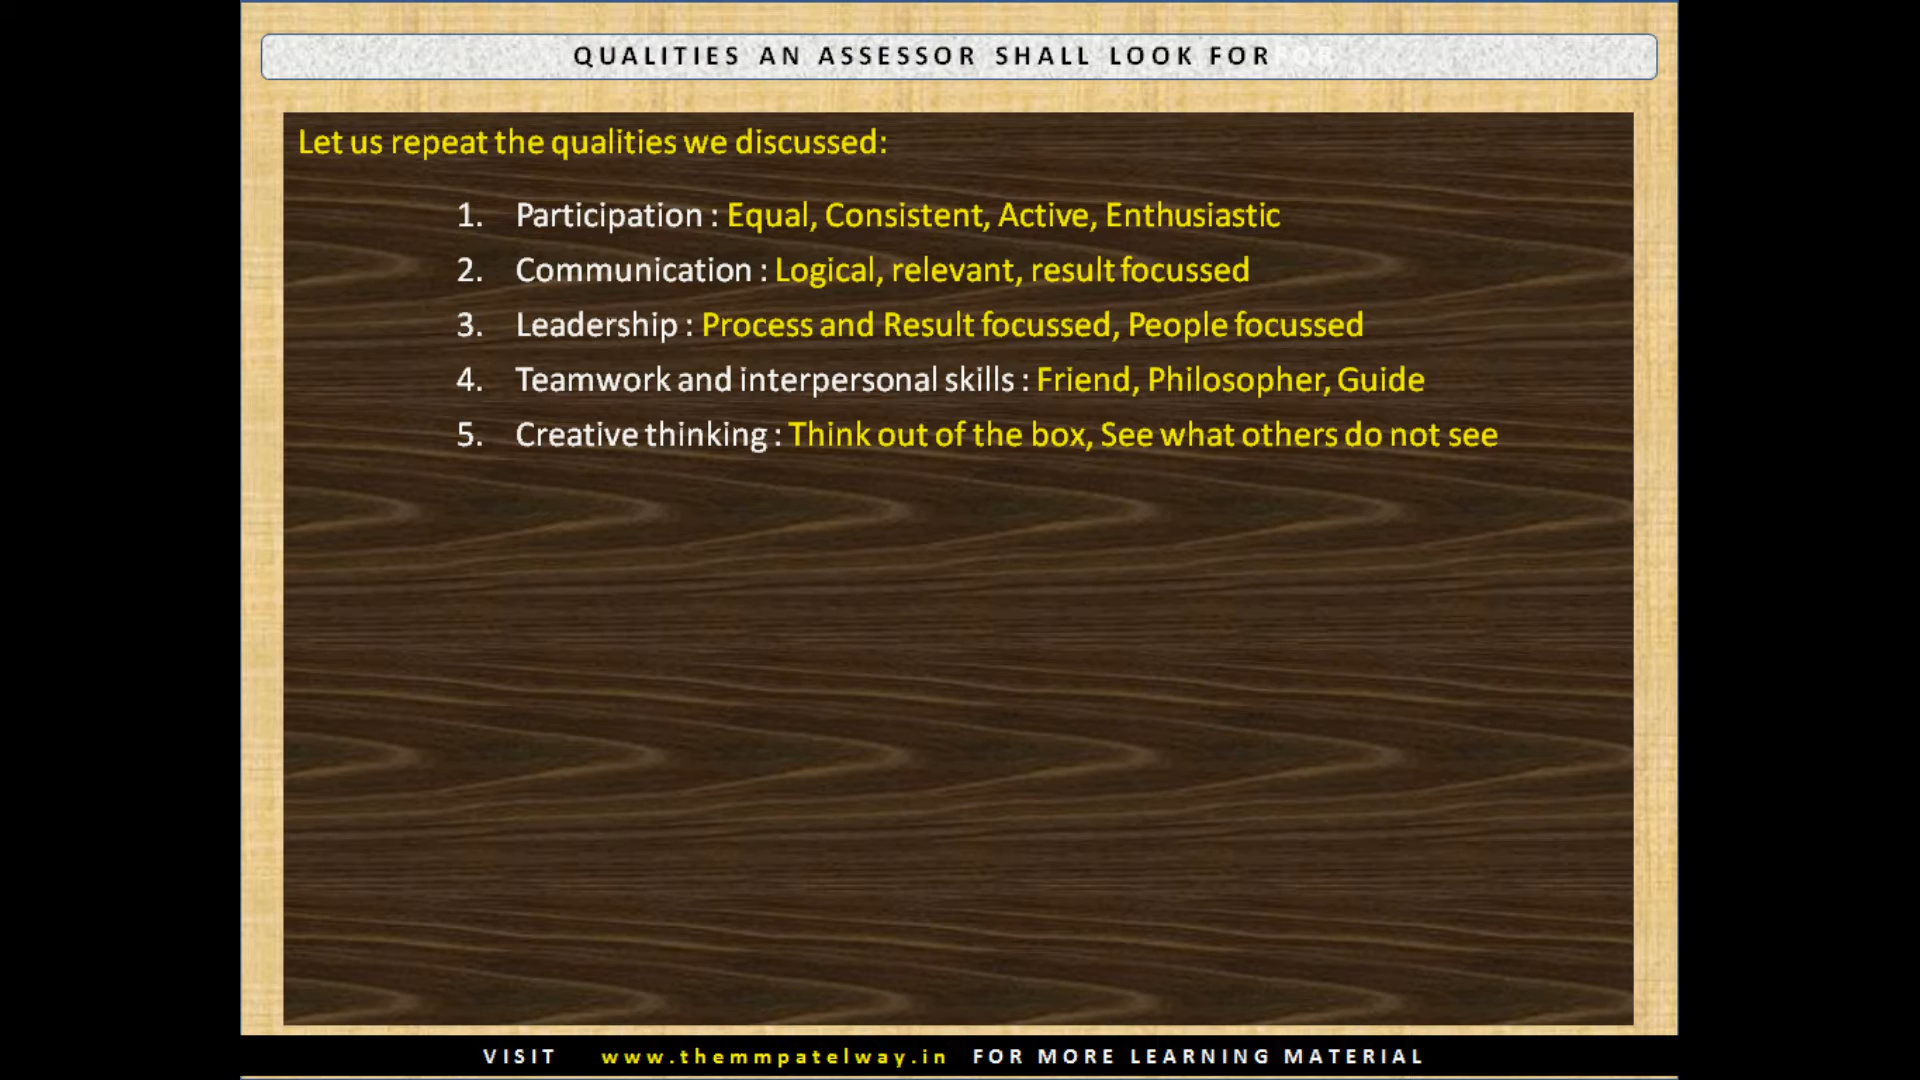 QUALITIES AN ASSESSOR SHALL LOOK FOR
Let us repeat the qualities we discussed:
1. Participation : Equal, Consistent, Active, Enthusiastic
2. Communication : Logical, relevant, result focussed
3. Leadership : Process and Result focussed, People focussed
4. Teamwork and interpersonal skills : Friend, Philosopher, Guide
5. Creative thinking : Think out of the box, See what others do not see
VISIT www.themmpatelway.in FOR MORE LEARNING MATERIAL